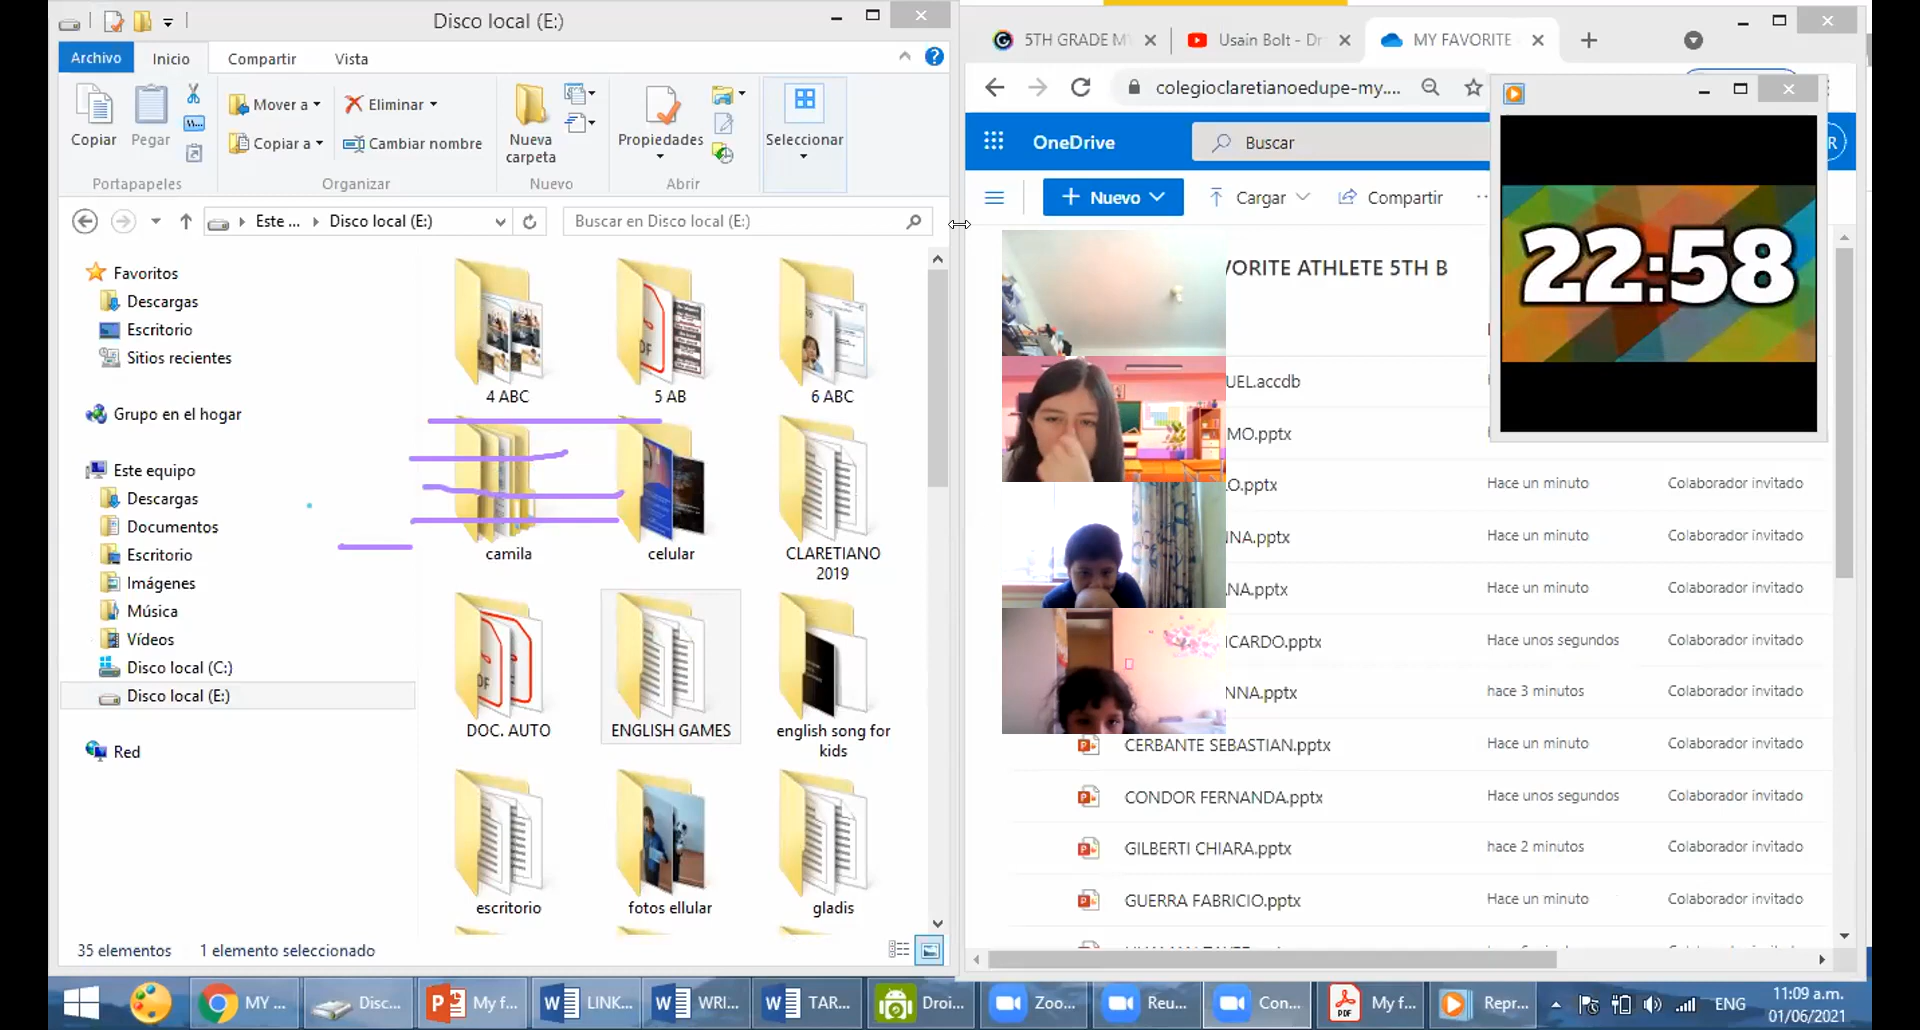 Disco local (E:)
Archivo
Inicio
Compartir
Vista
Copiar
Pegar
Mover a
Copiar a
Eliminar
Cambiar nombre
Nueva
carpeta
Propiedades
Seleccionar
Portapapeles
Organizar
Nuevo
Abrir
Este ...
Disco local (E:)
Buscar en Disco local (E:)
Favoritos
Descargas
Escritorio
Sitios recientes
Grupo en el hogar
Este equipo
Descargas
Documentos
Escritorio
Imágenes
Música
Vídeos
Disco local (C:)
Disco local (E:)
Red
4 ABC
5 AB
6 ABC
camila
celular
CLARETIANO
2019
DOC. AUTO
ENGLISH GAMES
english song for
kids
escritorio
fotos ellular
gladis
35 elementos
1 elemento seleccionado
5TH GRADE M
Usain Bolt - D
MY FAVORITE
colegioclaretianoedupe-my....
OneDrive
Buscar
R
Nuevo
Cargar
Compartir
22:58
VORITE ATHLETE 5TH B
UEL.accdb
MO.pptx
O.pptx Hace un minuto Colaborador invitado
NNA.pptx Hace un minuto Colaborador invitado
NA.pptx Hace un minuto Colaborador invitado
ICARDO.pptx Hace unos segundos Colaborador invitado
NNA.pptx hace 3 minutos Colaborador invitado
CERBANTE SEBASTIAN.pptx Hace un minuto Colaborador invitado
CONDOR FERNANDA.pptx Hace unos segundos Colaborador invitado
GILBERTI CHIARA.pptx hace 2 minutos Colaborador invitado
GUERRA FABRICIO.pptx Hace un minuto Colaborador invitado
MY ...
Disc...
My f...
LINK...
WRI...
TAR...
Droi...
Zoo...
Reu...
Con...
My f...
Repr...
ENG
11:09 a.m.
01/06/2021